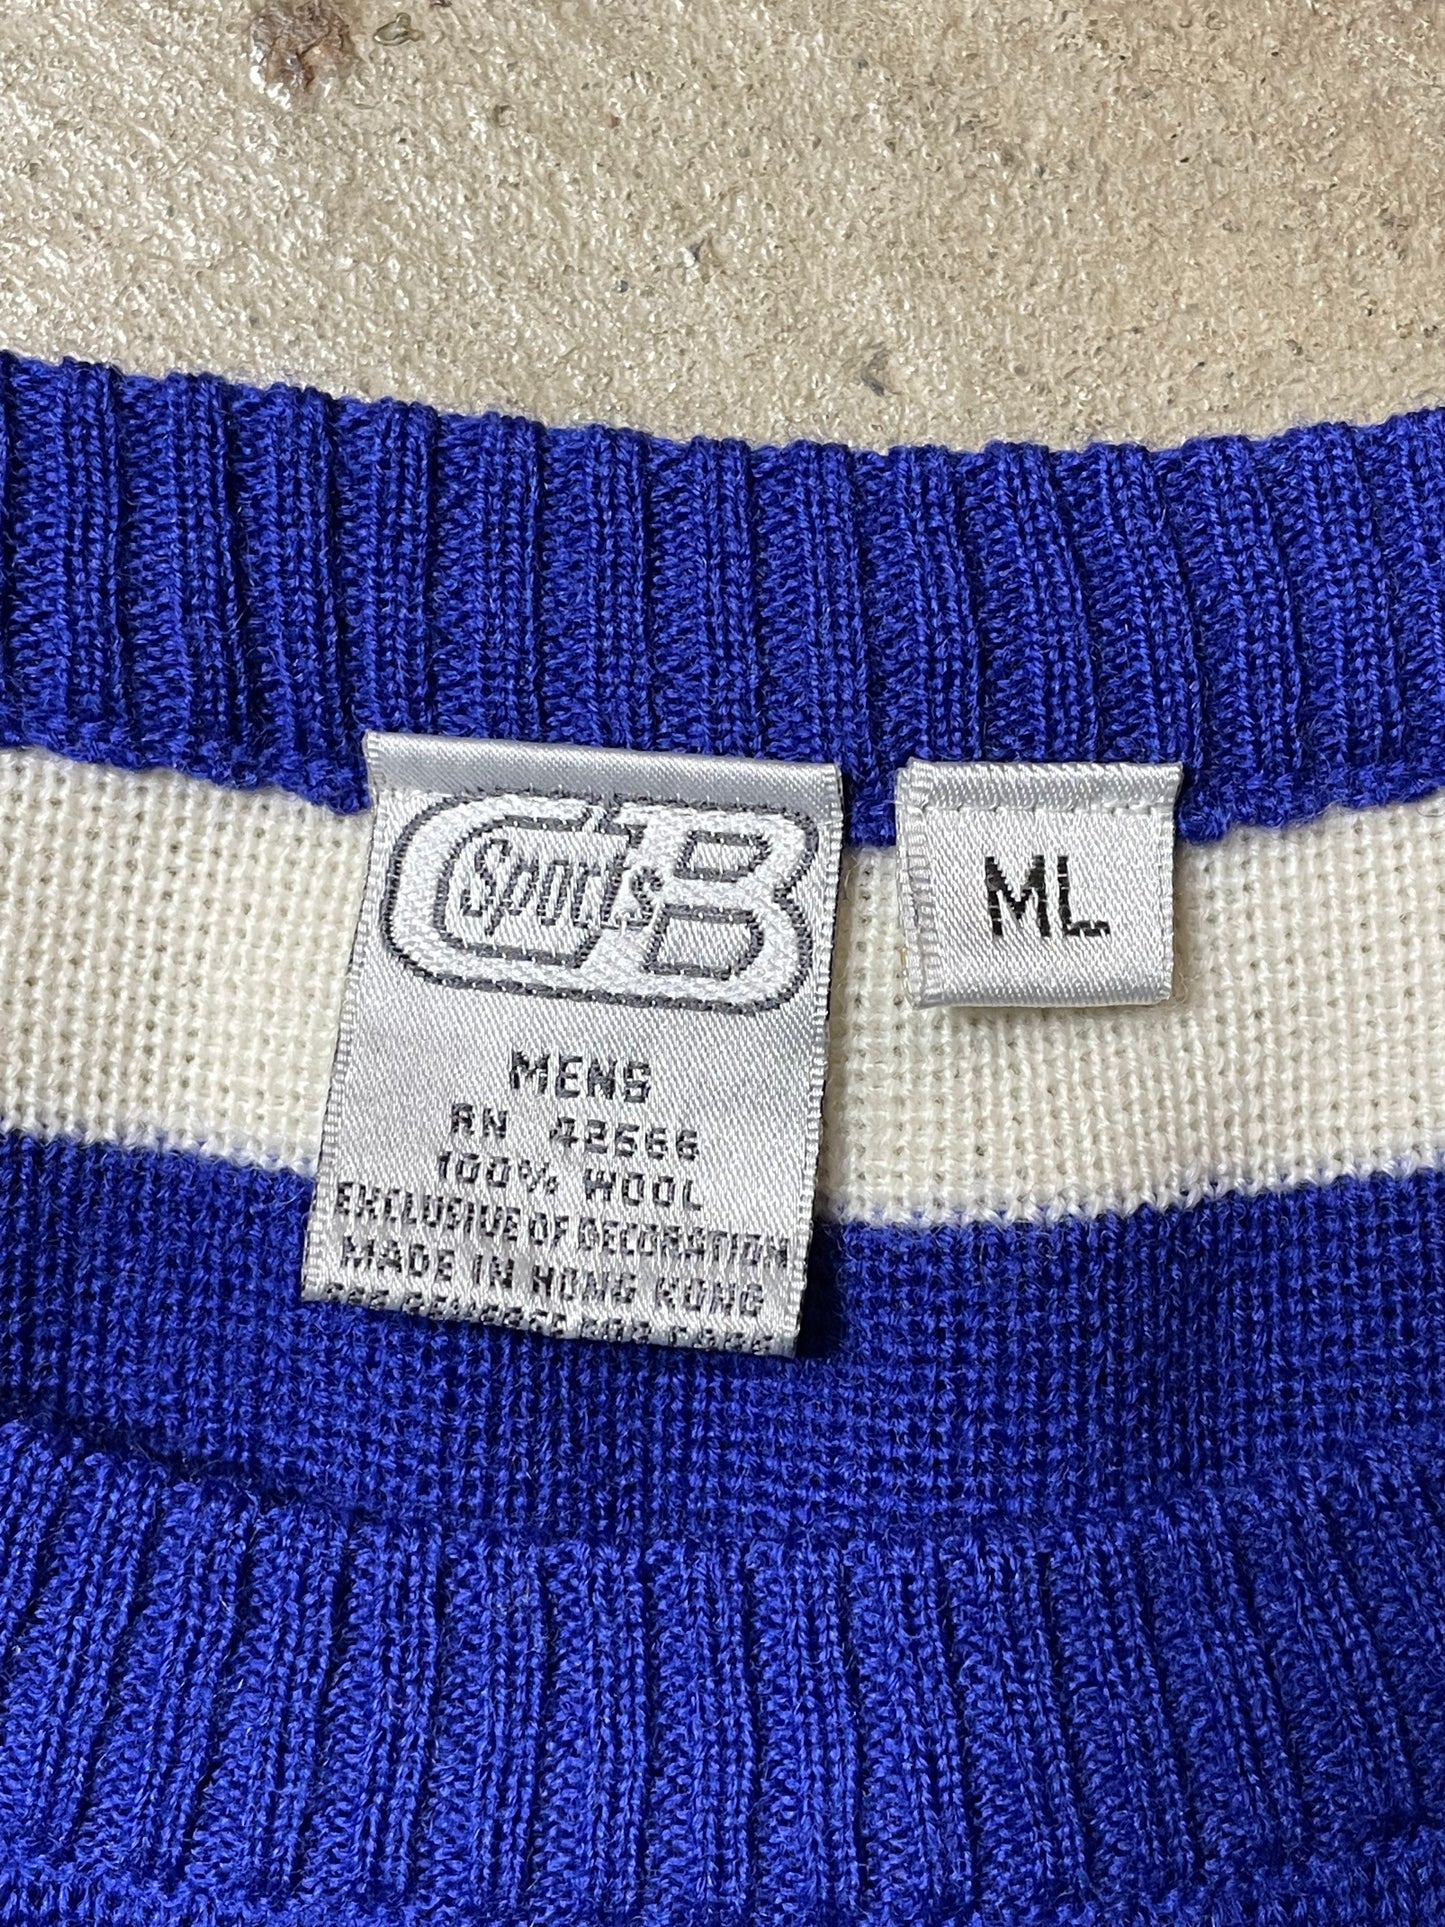 CB Sports
ML
MENS
RN 42566
100% WOOL
EXCLUSIVE OF DECORATION
MADE IN HONG KONG